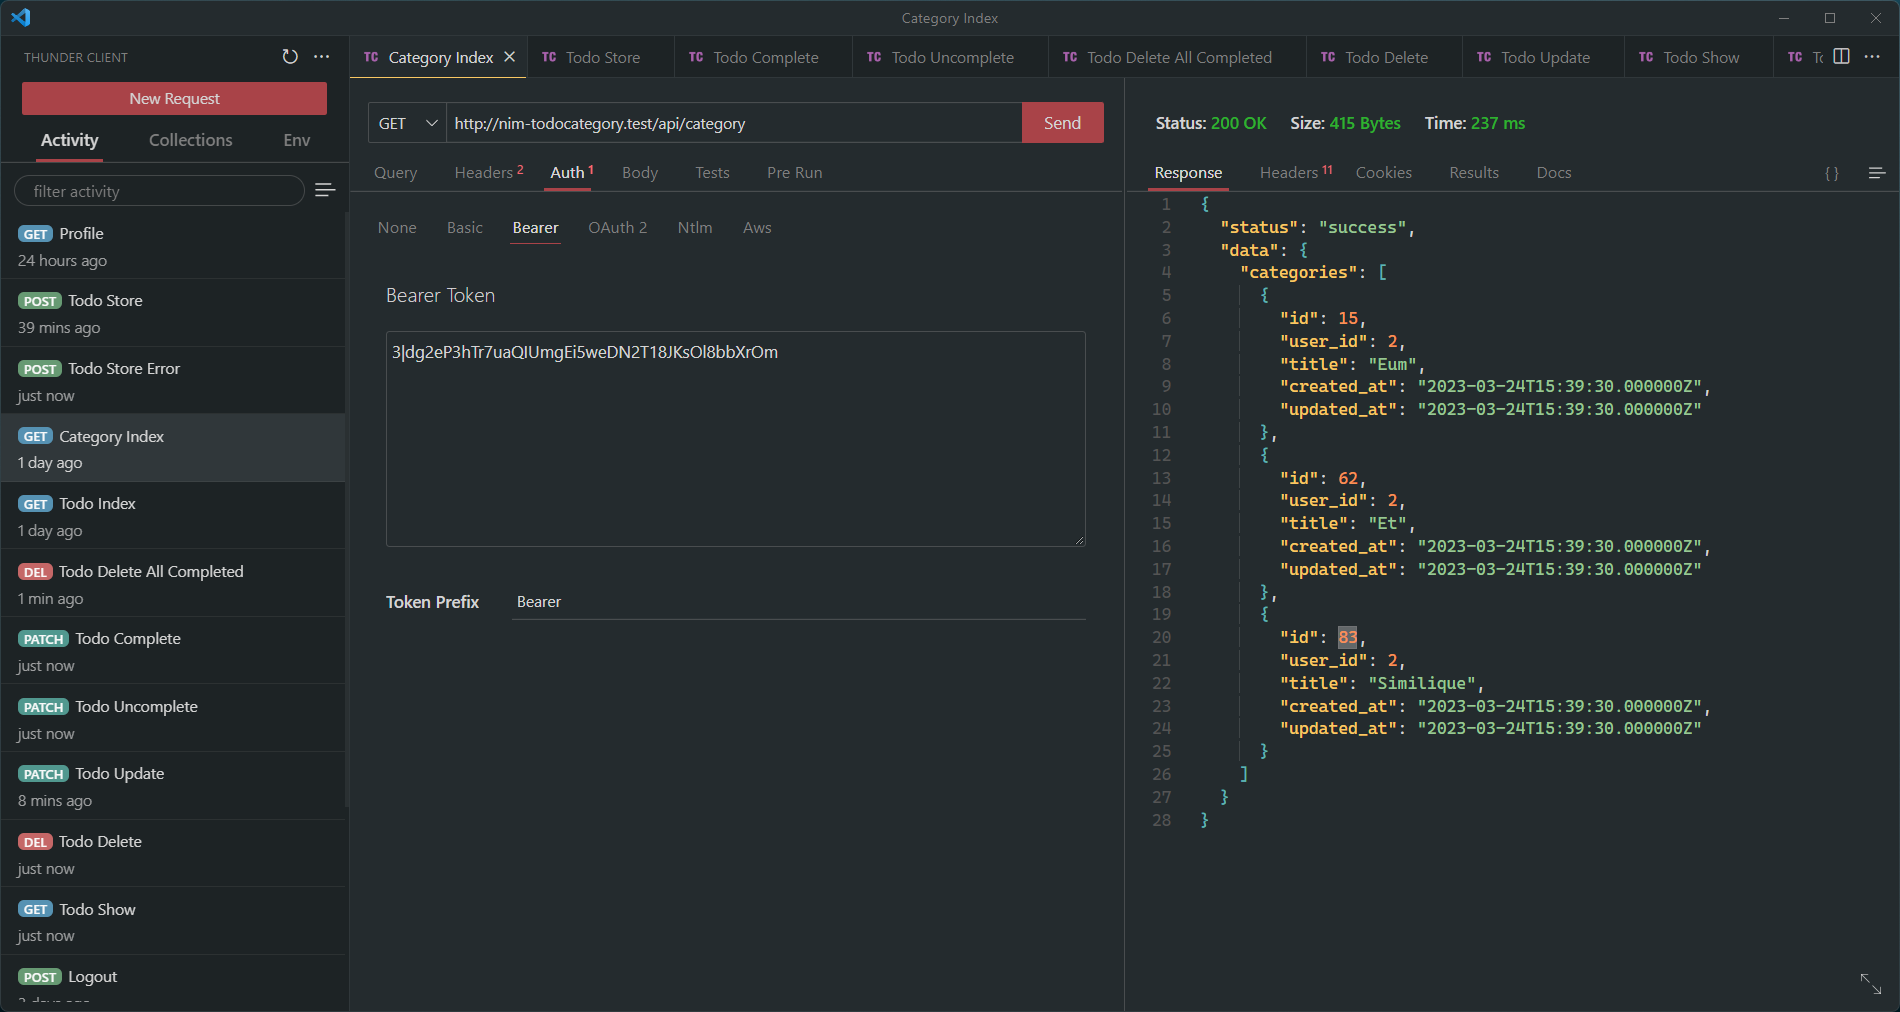 Category Index
THUNDER CLIENT
New Request
Activity Collections Env
filter activity
GET Profile
24 hours ago
POST Todo Store
39 mins ago
POST Todo Store Error
just now
GET Category Index
1 day ago
GET Todo Index
1 day ago
DEL Todo Delete All Completed
1 min ago
PATCH Todo Complete
just now
PATCH Todo Uncomplete
just now
PATCH Todo Update
8 mins ago
DEL Todo Delete
just now
GET Todo Show
just now
POST Logout
TC Category Index TC Todo Store TC Todo Complete TC Todo Uncomplete TC Todo Delete All Completed TC Todo Delete TC Todo Update TC Todo Show TC
GET http://nim-todocategory.test/api/category Send
Query Headers 2 Auth 1 Body Tests Pre Run
None Basic Bearer OAuth 2 Ntlm Aws
Bearer Token
3|dg2eP3hTr7uaQIUmgEi5weDN2T18JKsOl8bbXrOm
Token Prefix Bearer
Status: 200 OK Size: 415 Bytes Time: 237 ms
Response Headers 11 Cookies Results Docs { }
1 {
2 "status": "success",
3 "data": {
4 "categories": [
5 {
6 "id": 15,
7 "user_id": 2,
8 "title": "Eum",
9 "created_at": "2023-03-24T15:39:30.000000Z",
10 "updated_at": "2023-03-24T15:39:30.000000Z"
11 },
12 {
13 "id": 62,
14 "user_id": 2,
15 "title": "Et",
16 "created_at": "2023-03-24T15:39:30.000000Z",
17 "updated_at": "2023-03-24T15:39:30.000000Z"
18 },
19 {
20 "id": 83,
21 "user_id": 2,
22 "title": "Similique",
23 "created_at": "2023-03-24T15:39:30.000000Z",
24 "updated_at": "2023-03-24T15:39:30.000000Z"
25 }
26 ]
27 }
28 }